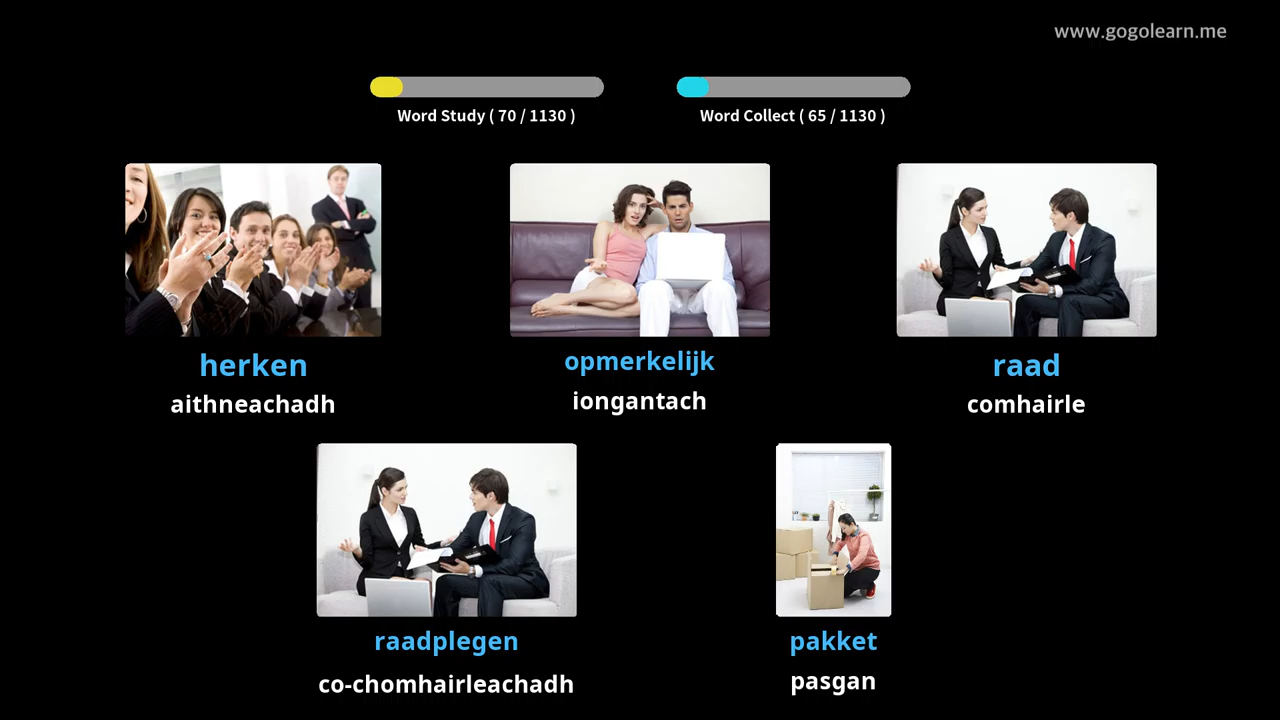 www.gogolearn.me
Word Study ( 70 / 1130 )
Word Collect ( 65 / 1130 )
herken
aithneachadh
opmerkelijk
iongantach
raad
comhairle
raadplegen
co-chomhairleachadh
pakket
pasgan